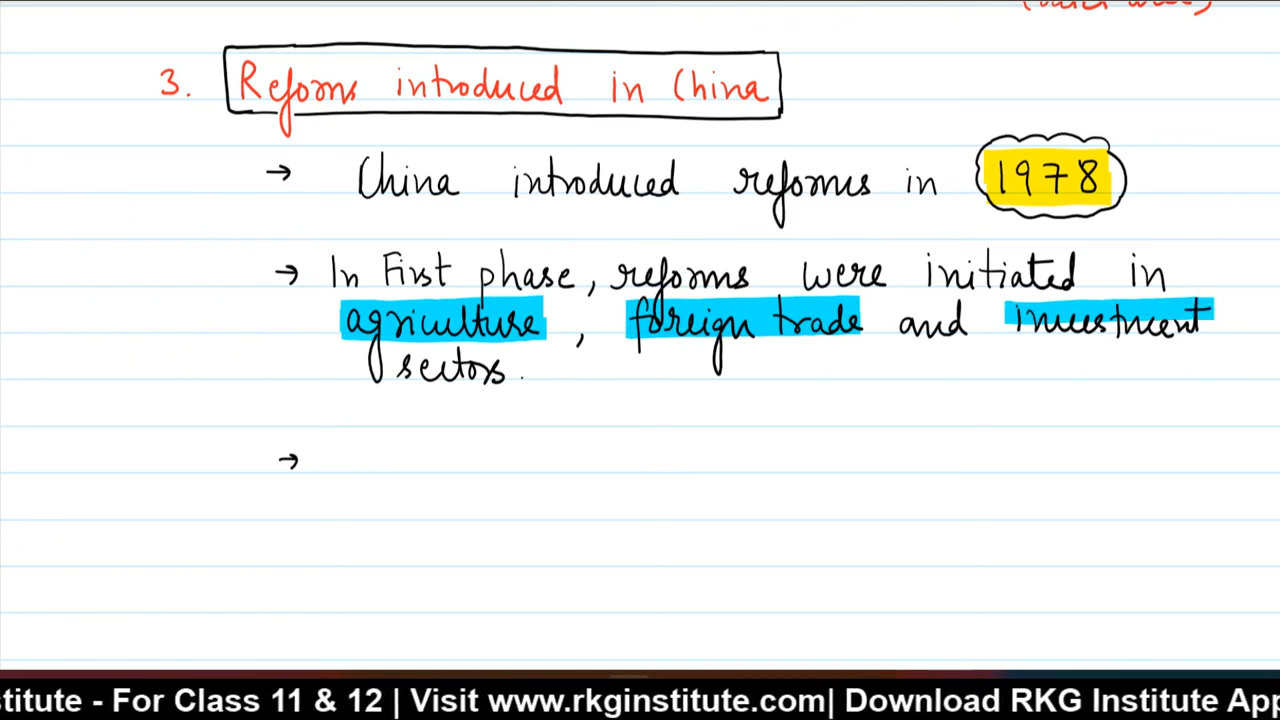 3. Reforms introduced in China
→ China introduced reforms in 1978
→ In First phase, reforms were initiated in
agriculture, foreign trade and investment
sectors.
→
stitute - For Class 11 & 12 | Visit www.rkginstitute.com| Download RKG Institute App